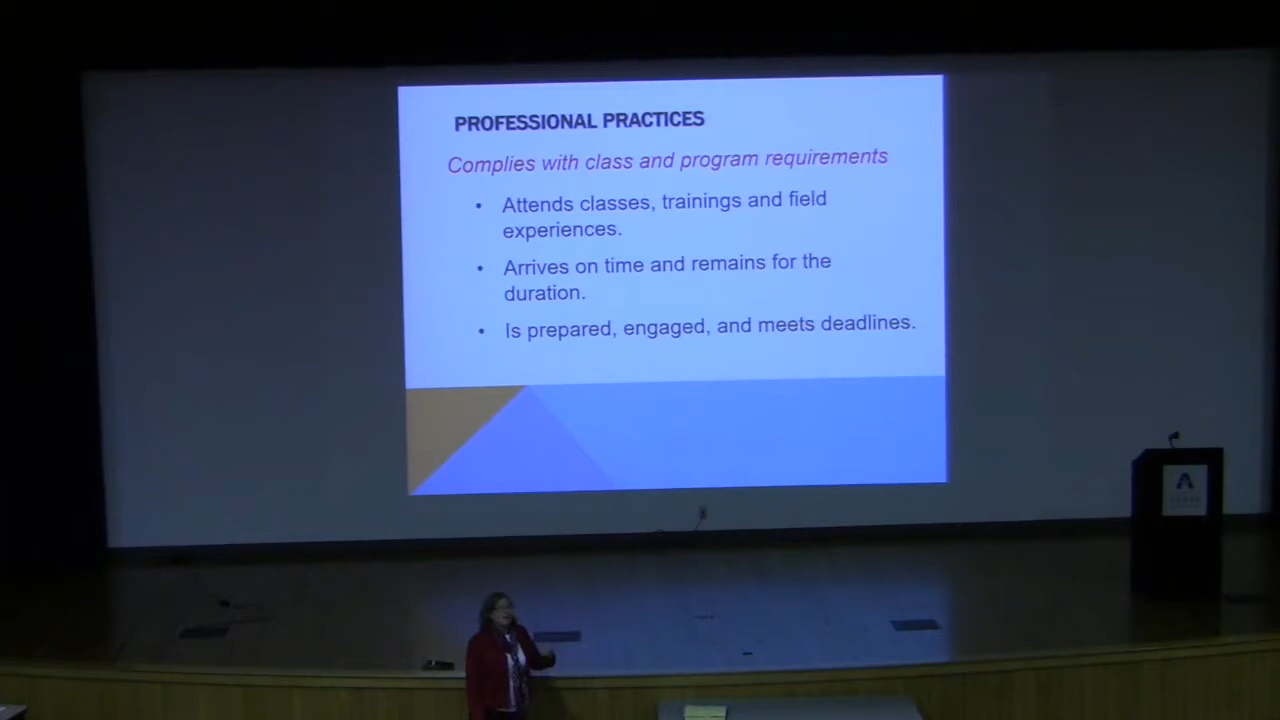 PROFESSIONAL PRACTICES
Complies with class and program requirements
• Attends classes, trainings and field
experiences.
• Arrives on time and remains for the
duration.
• Is prepared, engaged, and meets deadlines.